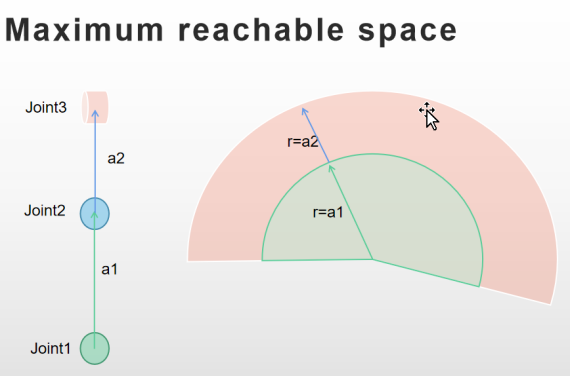 Maximum reachable space
Joint3
a2
Joint2
a1
Joint1
r=a2
r=a1